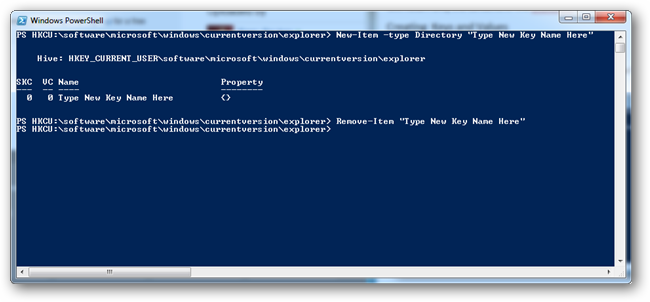 Windows PowerShell
PS HKCU:\software\microsoft\windows\currentversion\explorer> New-Item -type Directory "Type New Key Name Here"
Hive: HKEY_CURRENT_USER\software\microsoft\windows\currentversion\explorer
SKC  VC Name                           Property
---  -- ----                           --------
  0   0 Type New Key Name Here         {}
PS HKCU:\software\microsoft\windows\currentversion\explorer> Remove-Item "Type New Key Name Here"
PS HKCU:\software\microsoft\windows\currentversion\explorer>